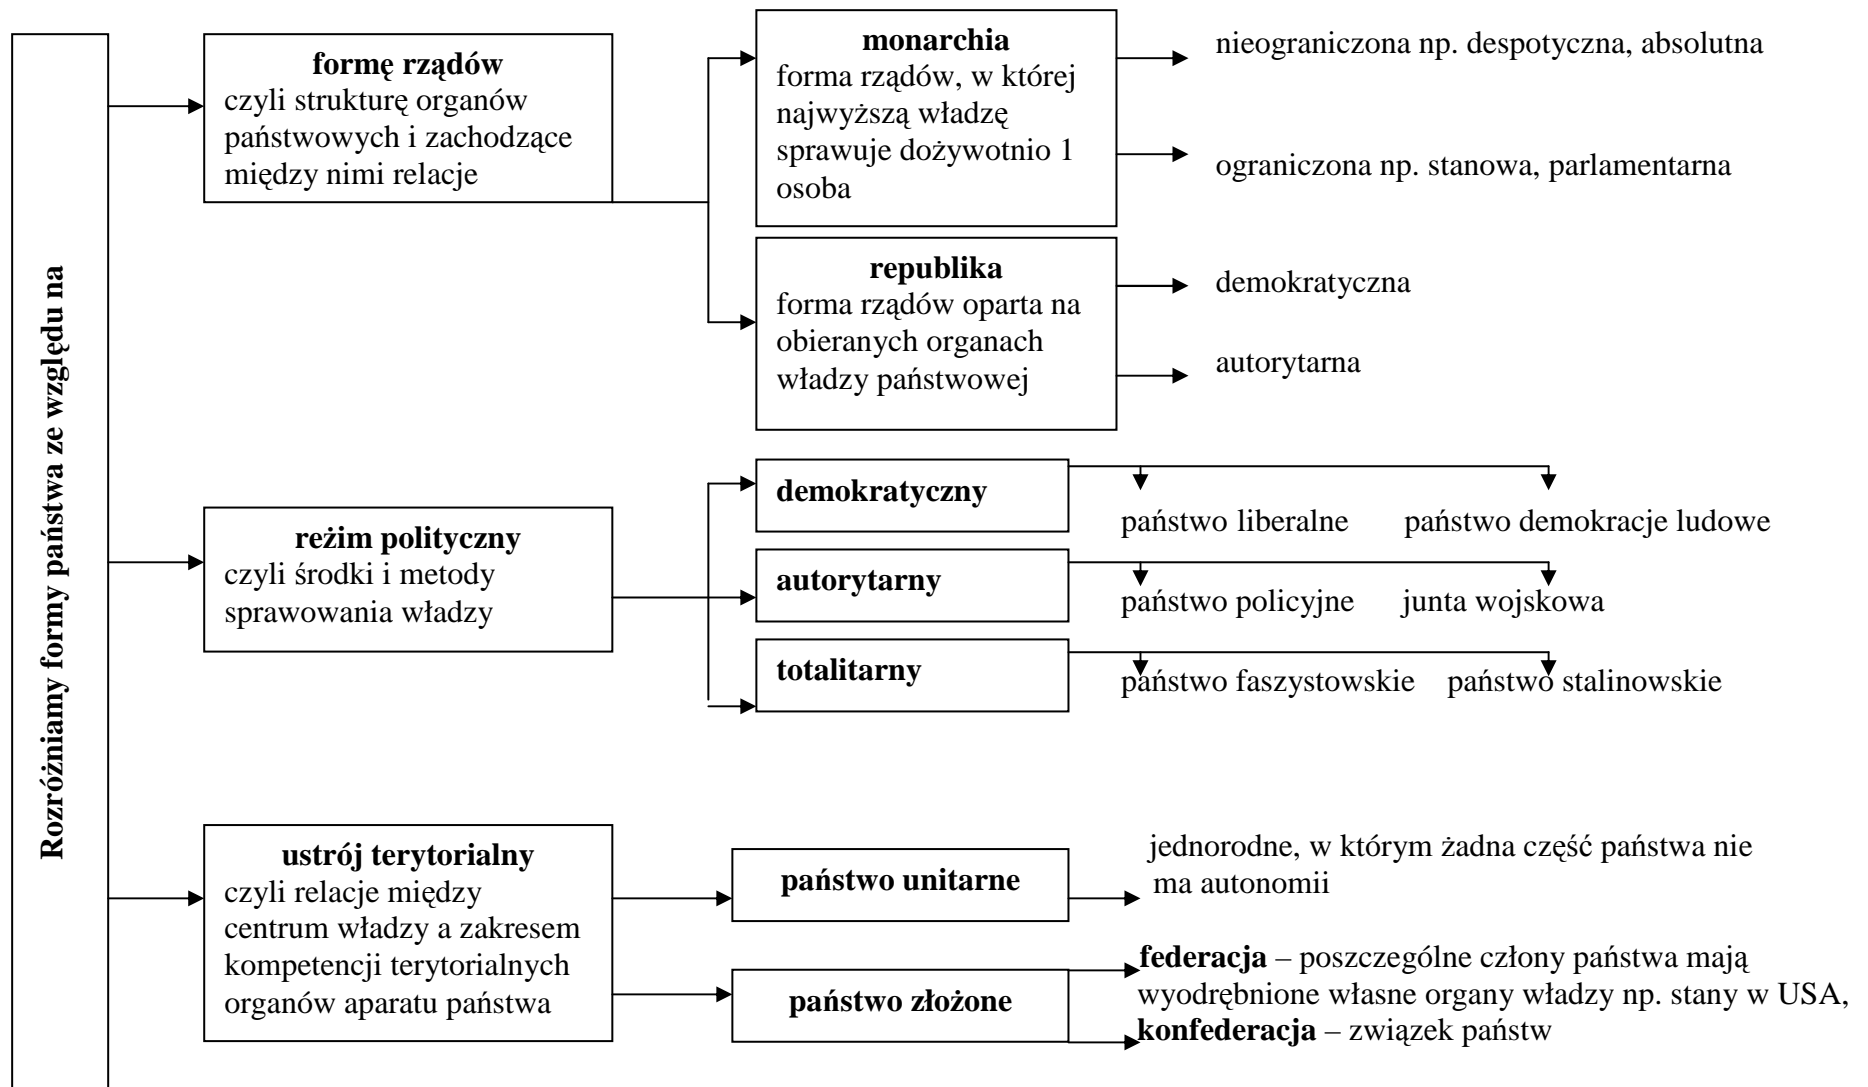 Rozróżniamy formy państwa ze względu na
formę rządów
czyli strukturę organów
państwowych i zachodzące
między nimi relacje
monarchia
forma rządów, w której
najwyższą władzę
sprawuje dożywotnio 1
osoba
nieograniczona np. despotyczna, absolutna
ograniczona np. stanowa, parlamentarna
republika
forma rządów oparta na
obieranych organach
władzy państwowej
demokratyczna
autorytarna
reżim polityczny
czyli środki i metody
sprawowania władzy
demokratyczny
państwo liberalne państwo demokracje ludowe
autorytarny
państwo policyjne junta wojskowa
totalitarny
państwo faszystowskie państwo stalinowskie
ustrój terytorialny
czyli relacje między
centrum władzy a zakresem
kompetencji terytorialnych
organów aparatu państwa
państwo unitarne
jednorodne, w którym żadna część państwa nie
ma autonomii
państwo złożone
federacja – poszczególne człony państwa mają
wyodrębnione własne organy władzy np. stany w USA,
konfederacja – związek państw